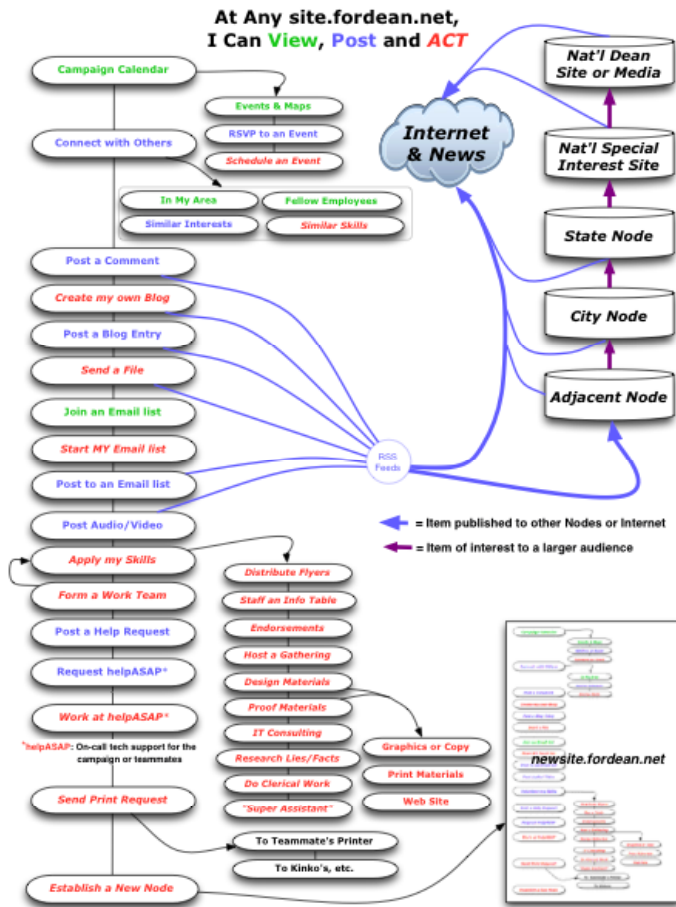 At Any site.fordean.net,
I Can View, Post and ACT
Campaign Calendar
Events & Maps
RSVP to an Event
Schedule an Event
Connect with Others
In My Area
Fellow Employees
Similar Interests
Similar Skills
Post a Comment
Create my own Blog
Post a Blog Entry
Send a File
Join an Email list
Start MY Email list
Post to an Email list
Post Audio/Video
Apply my Skills
Form a Work Team
Post a Help Request
Request helpASAP*
Work at helpASAP*
*helpASAP: On-call tech support for the
campaign or teammates
Send Print Request
Establish a New Node
RSS
Feeds
Internet
& News
Nat'l Dean
Site or Media
Nat'l Special
Interest Site
State Node
City Node
Adjacent Node
= Item published to other Nodes or Internet
= Item of interest to a larger audience
Distribute Flyers
Staff an Info Table
Endorsements
Host a Gathering
Design Materials
Proof Materials
IT Consulting
Research Lies/Facts
Do Clerical Work
"Super Assistant"
Graphics or Copy
Print Materials
Web Site
To Teammate's Printer
To Kinko's, etc.
newsite.fordean.net